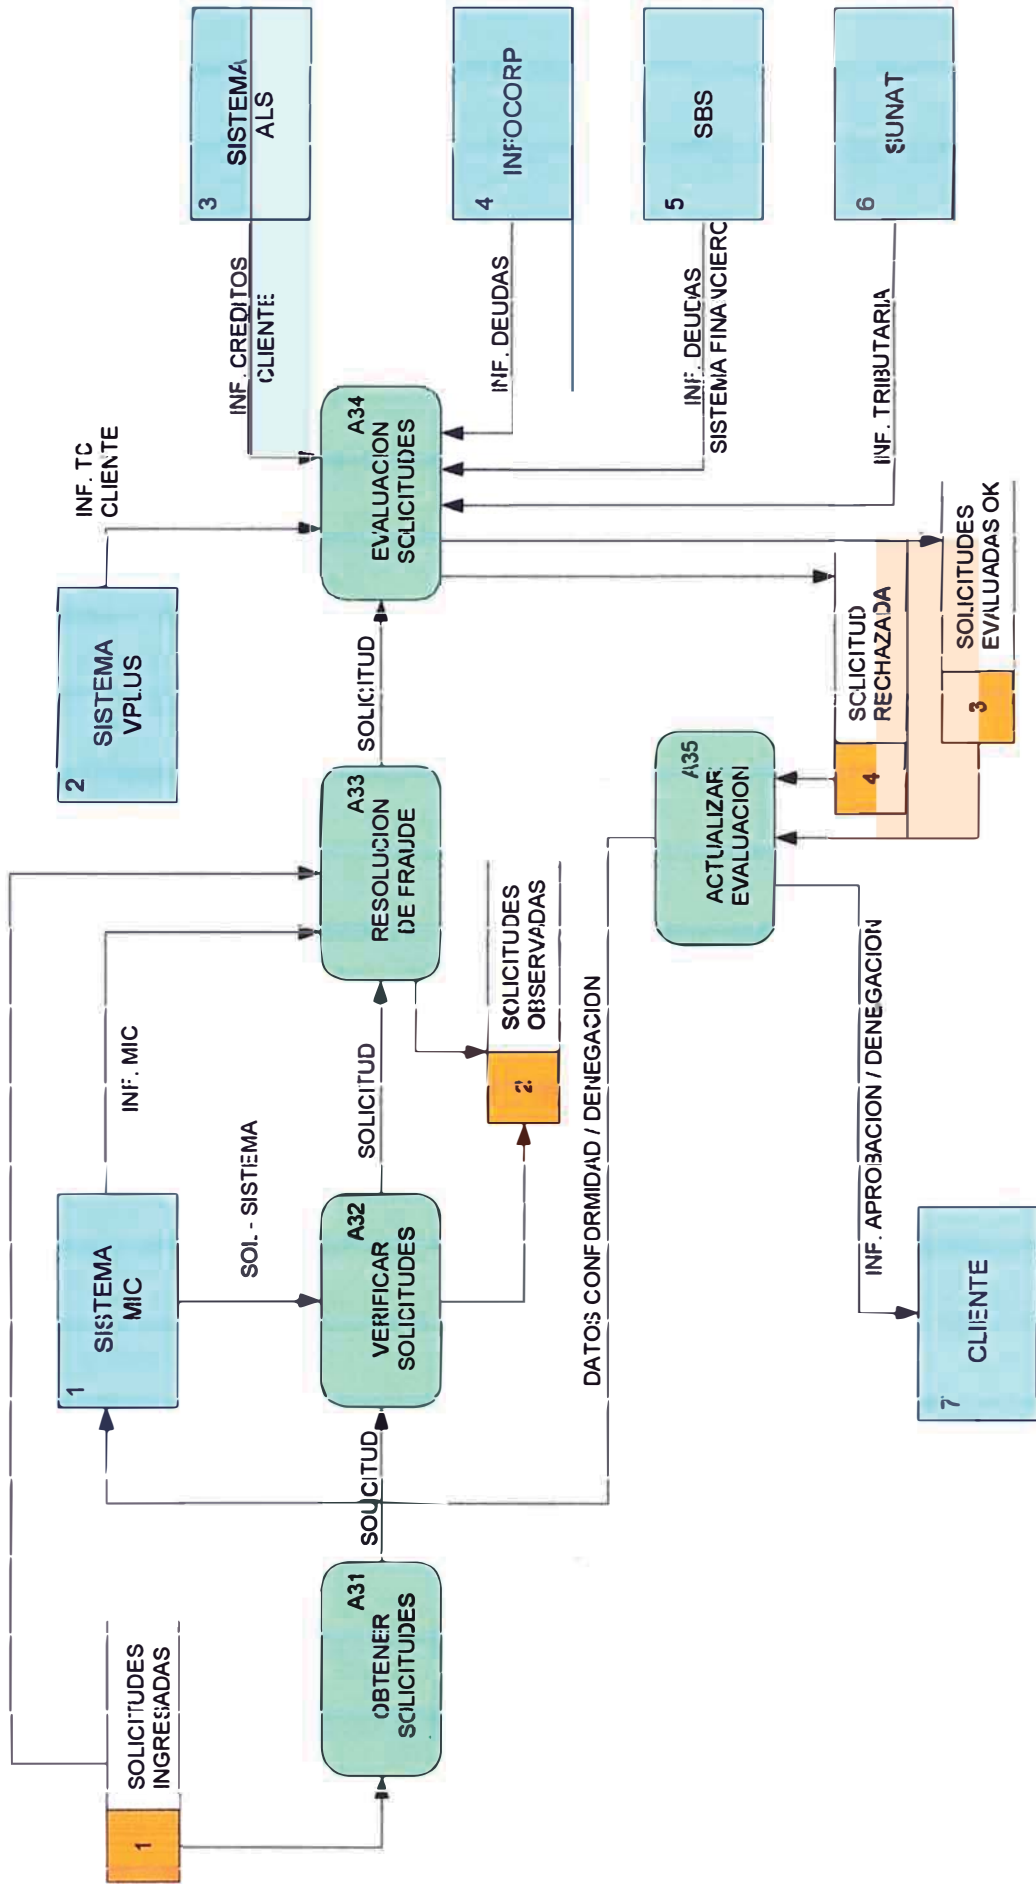 1
SOLICITUDES
INGRESADAS
1
SISTEMA
MIC
INF. MIC
2
SISTEMA
VPLUS
INF. TC
CLIENTE
3
SISTEMA
ALS
INF. CREDITOS
CLIENTE
SOL - SISTEMA
A31
OBTENER
SOLICITUDES
SOLICITUD
A32
VERIFICAR
SOLICITUDES
SOLICITUD
A33
RESOLUCION
DE FRAUDE
SOLICITUD
A34
EVALUACION
SOLICITUDES
4
INFOCORP
INF. DEUDAS
2
SOLICITUDES
OBSERVADAS
5
SBS
INF. DEUDAS
SISTEMA FINANCIERO
DATOS CONFORMIDAD / DENEGACION
A35
ACTUALIZAR
EVALUACION
6
SUNAT
INF. TRIBUTARIA
4
SOLICITUD
RECHAZADA
3
SOLICITUDES
EVALUADAS OK
INF. APROBACION / DENEGACION
7
CLIENTE